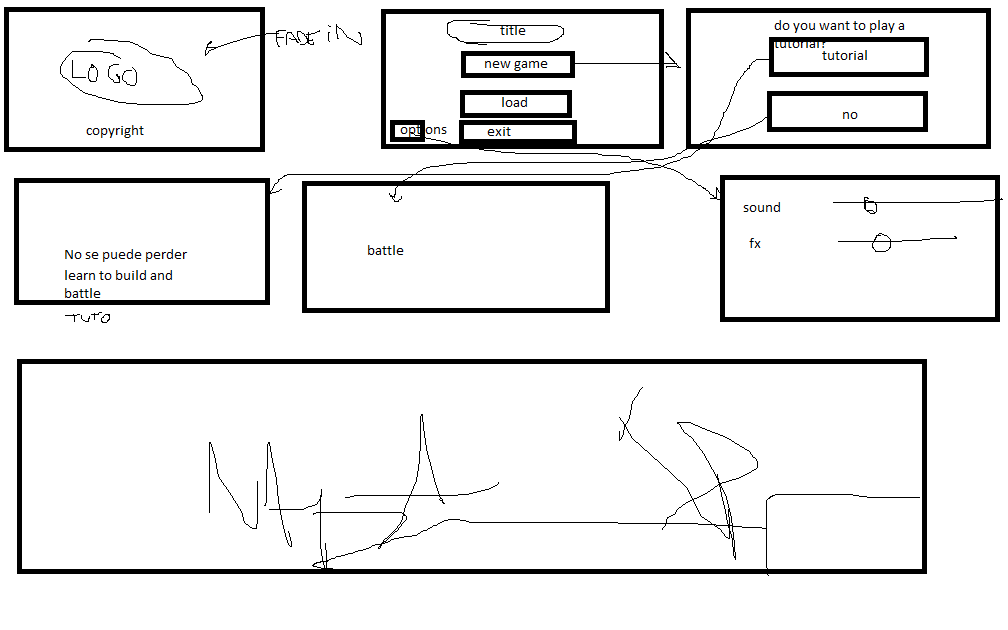 LOGO
copyright
FADE iN
title
new game
load
options
exit
do you want to play a
tutorial?
tutorial
no
No se puede perder
learn to build and
battle
TUTO
battle
sound
fx